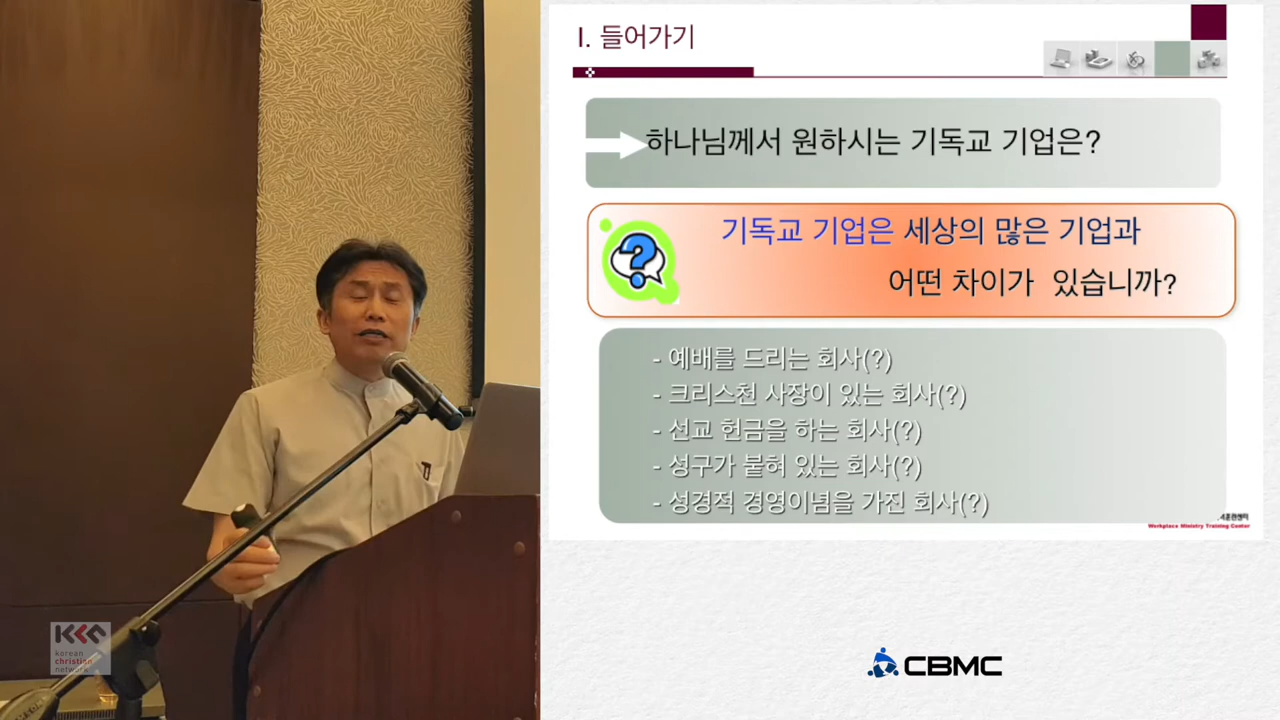 I. 들어가기
하나님께서 원하시는 기독교 기업은?
기독교 기업은 세상의 많은 기업과
어떤 차이가 있습니까?
- 예배를 드리는 회사(?)
- 크리스천 사장이 있는 회사(?)
- 선교 헌금을 하는 회사(?)
- 성구가 붙혀 있는 회사(?)
- 성경적 경영이념을 가진 회사(?)
Workplace Ministry Training Center
korean
christian
network
CBMC